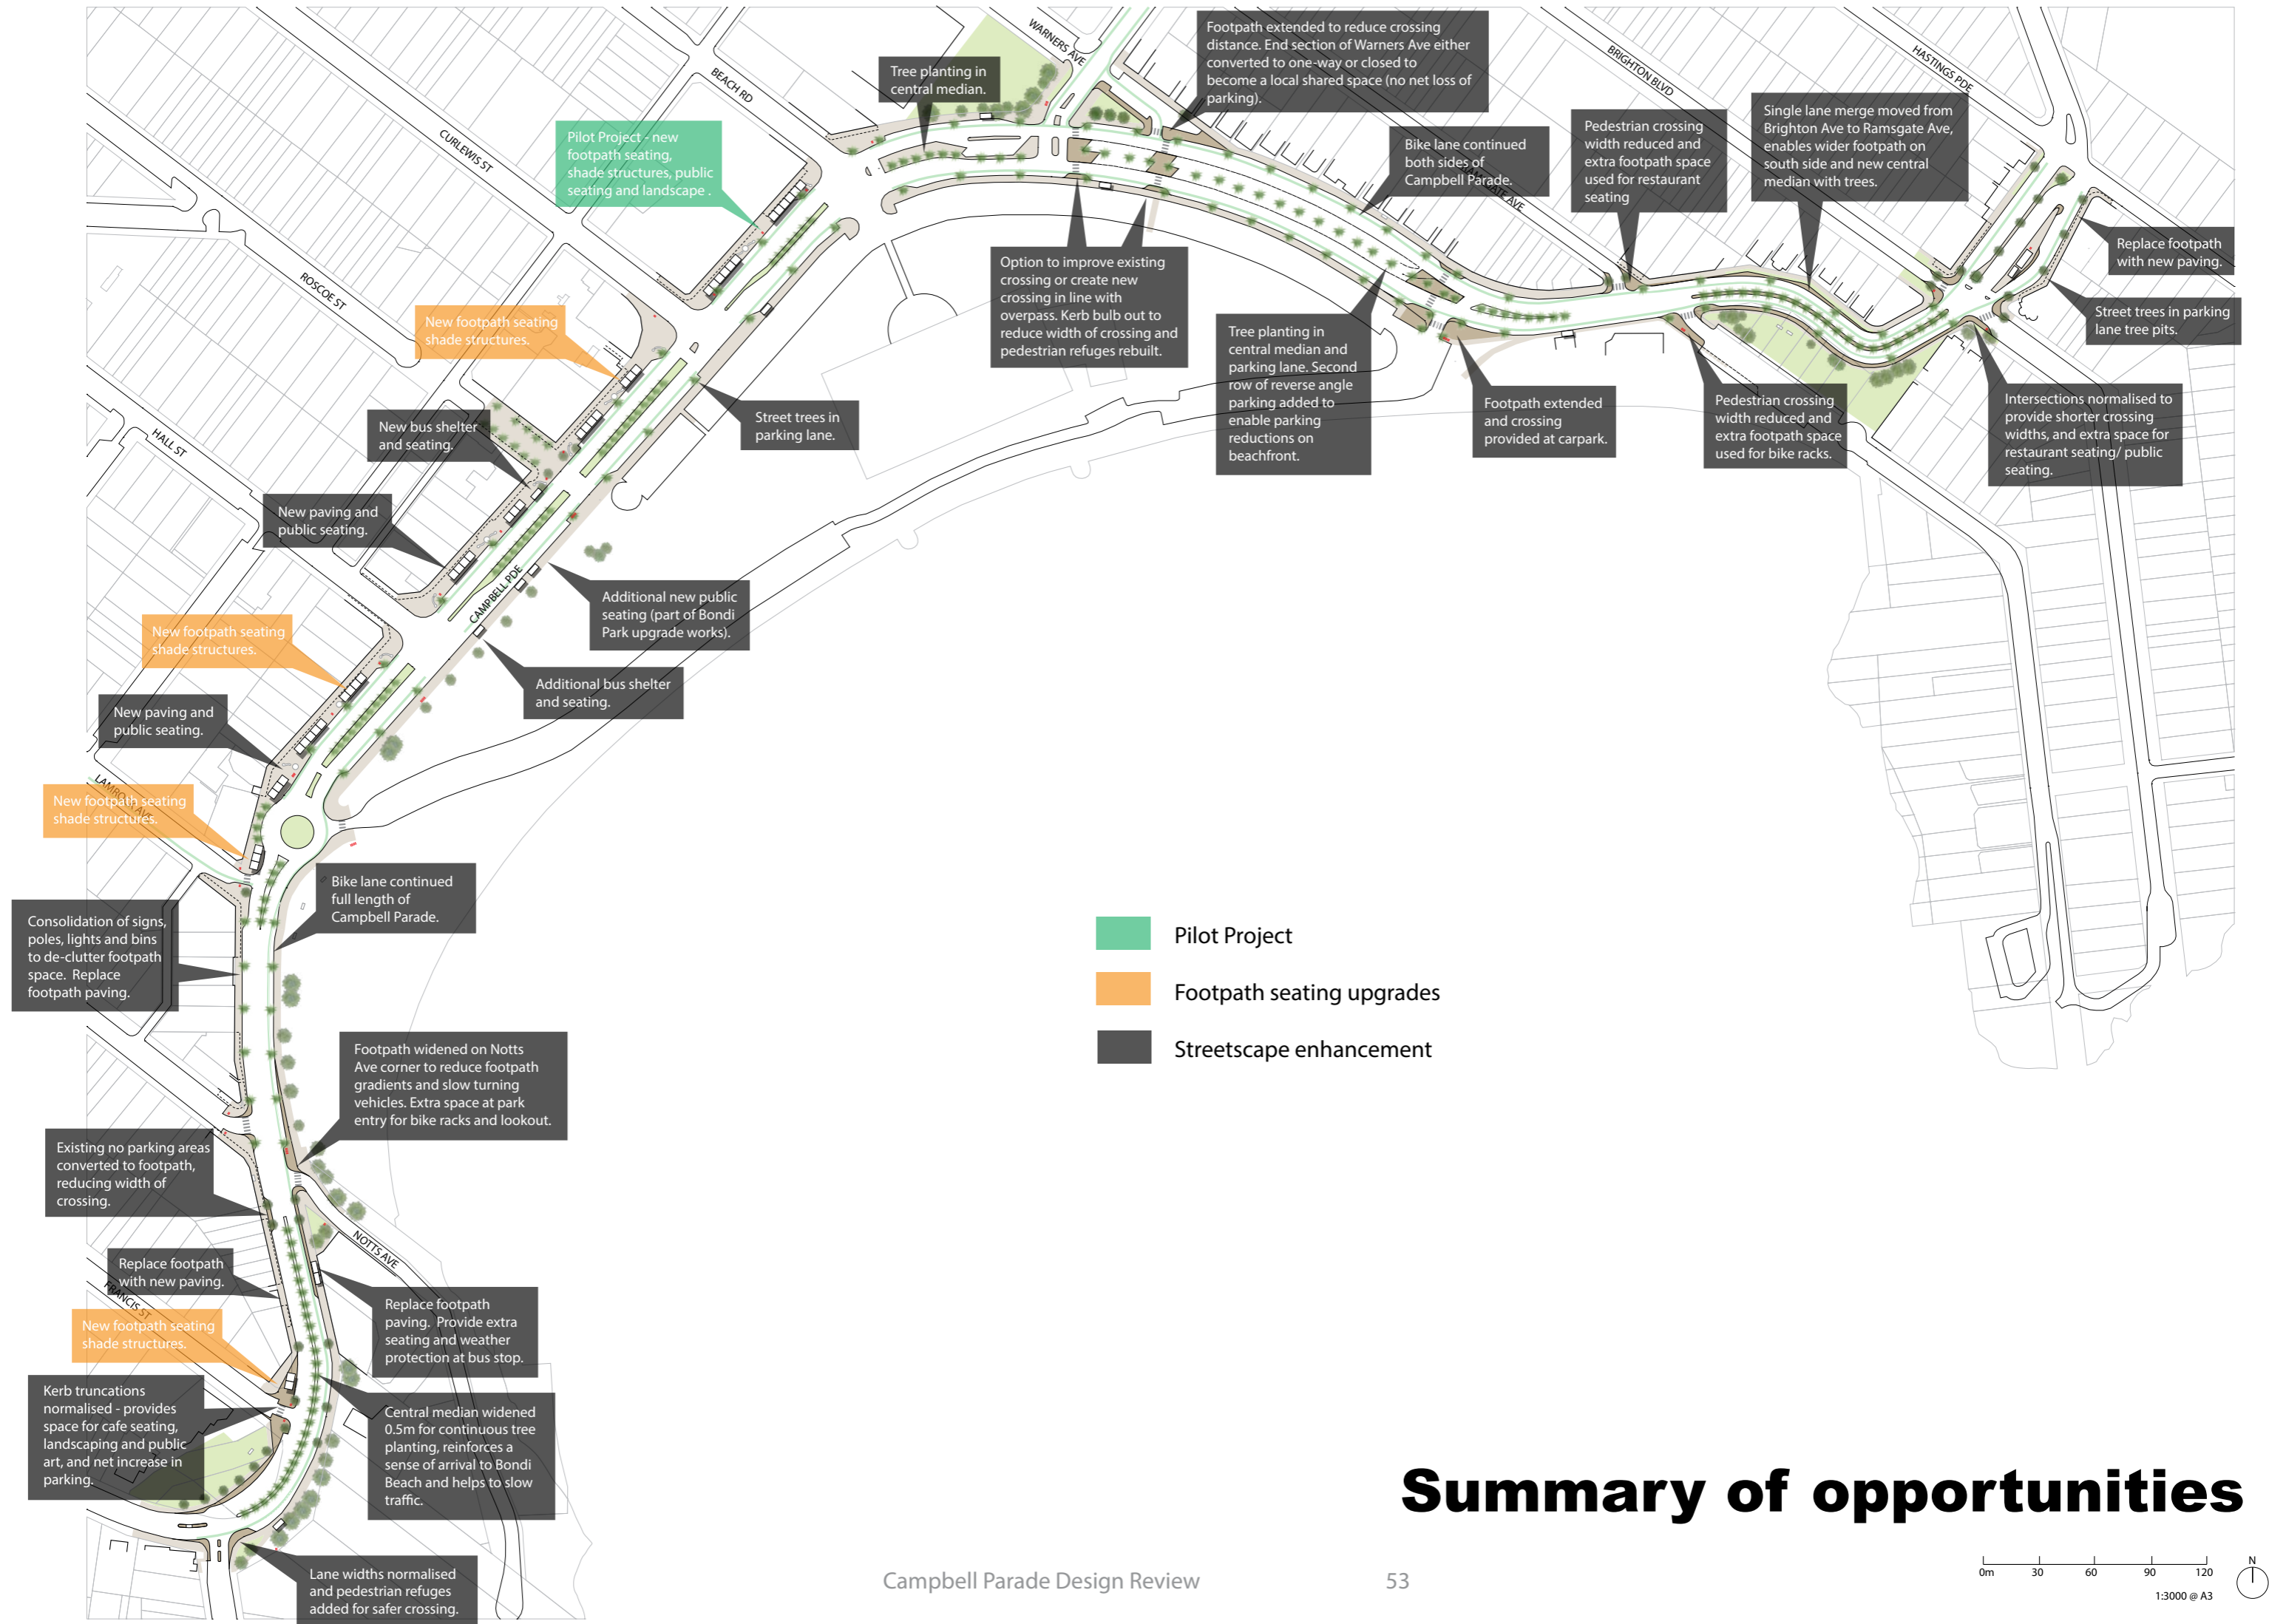 WARNERS AVE
BEACH RD
CURLEWIS ST
ROSCOE ST
HALL ST
BRIGHTON BLVD
HASTINGS PDE
Footpath extended to reduce crossing
distance. End section of Warners Ave either
converted to one-way or closed to
become a local shared space (no net loss of
parking).
Tree planting in
central median.
Pilot Project - new
footpath seating,
shade structures, public
seating and landscape .
Bike lane continued
both sides of
Campbell Parade.
AVE
Pedestrian crossing
width reduced and
extra footpath space
used for restaurant
seating
Single lane merge moved from
Brighton Ave to Ramsgate Ave,
enables wider footpath on
south side and new central
median with trees.
Replace footpath
with new paving.
Street trees in parking
lane tree pits.
Option to improve existing
crossing or create new
crossing in line with
overpass. Kerb bulb out to
reduce width of crossing and
pedestrian refuges rebuilt.
Tree planting in
central median and
parking lane. Second
row of reverse angle
parking added to
enable parking
reductions on
beachfront.
Footpath extended
and crossing
provided at carpark.
Pedestrian crossing
width reduced and
extra footpath space
used for bike racks.
Intersections normalised to
provide shorter crossing
widths, and extra space for
restaurant seating/ public
seating.
New footpath seating
shade structures.
Street trees in
parking lane.
New bus shelter
and seating.
New paving and
public seating.
CAMPBELL PDE
Additional new public
seating (part of Bondi
Park upgrade works).
Additional bus shelter
and seating.
New footpath seating
shade structures.
New paving and
public seating.
New footpath seating
shade structures.
Bike lane continued
full length of
Campbell Parade.
Consolidation of signs,
poles, lights and bins
to de-clutter footpath
space.  Replace
footpath paving.
Footpath widened on Notts
Ave corner to reduce footpath
gradients and slow turning
vehicles. Extra space at park
entry for bike racks and lookout.
Existing no parking areas
converted to footpath,
reducing width of
crossing.
NOTTS AVE
Replace footpath
with new paving.
FRANCIS ST
New footpath seating
shade structures.
Replace footpath
paving.  Provide extra
seating and weather
protection at bus stop.
Kerb truncations
normalised - provides
space for cafe seating,
landscaping and public
art, and net increase in
parking.
Central median widened
0.5m for continuous tree
planting, reinforces a
sense of arrival to Bondi
Beach and helps to slow
traffic.
Lane widths normalised
and pedestrian refuges
added for safer crossing.
Pilot Project
Footpath seating upgrades
Streetscape enhancement
Summary of opportunities
Campbell Parade Design Review
53
0m 30 60 90 120
1:3000 @ A3
N